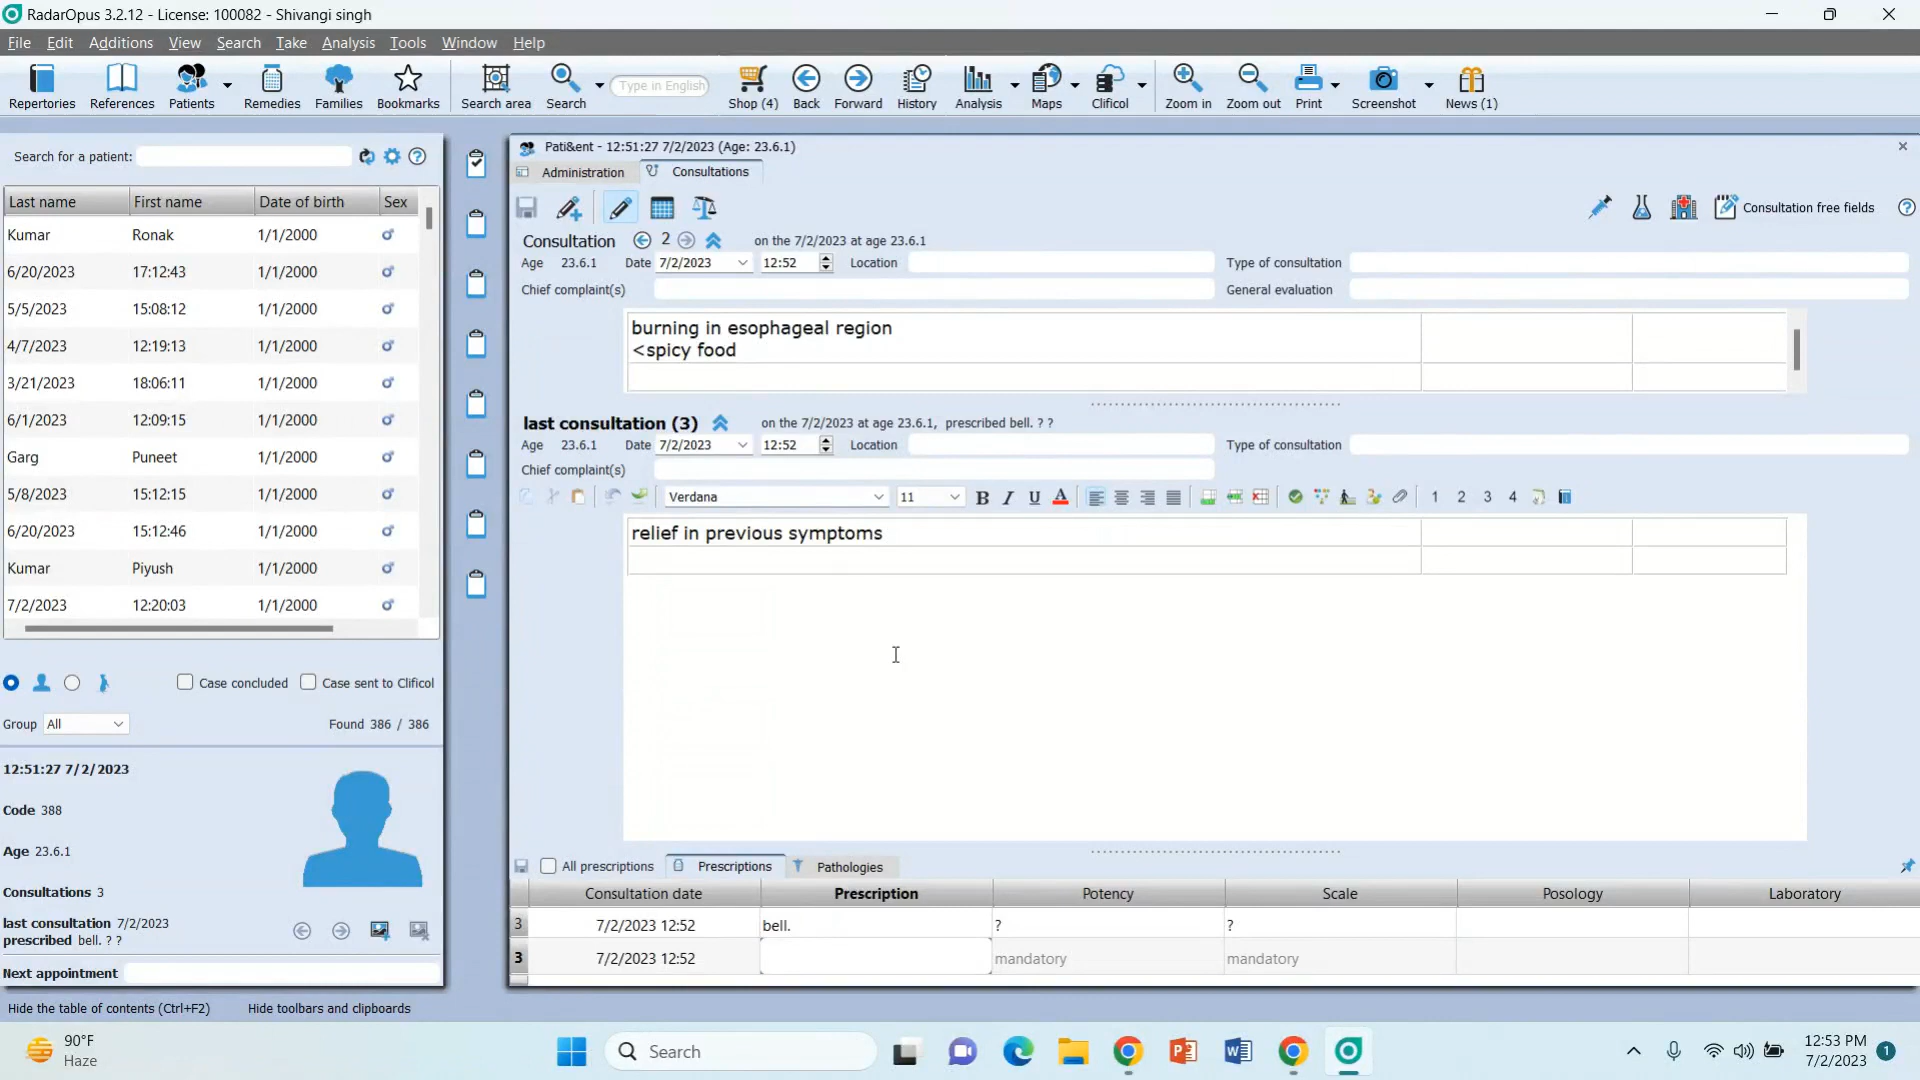 RadarOpus 3.2.12 - License: 100082 - Shivangi singh
File Edit Additions View Search Take Analysis Tools Window Help
Repertories References Patients Remedies Families Bookmarks Search area Search Type in English Shop (4) Back Forward History Analysis Maps Clificol Zoom in Zoom out Print Screenshot News (1)
Search for a patient:
Last name First name Date of birth Sex
Kumar Ronak 1/1/2000
6/20/2023 17:12:43 1/1/2000
5/5/2023 15:08:12 1/1/2000
4/7/2023 12:19:13 1/1/2000
3/21/2023 18:06:11 1/1/2000
6/1/2023 12:09:15 1/1/2000
Garg Puneet 1/1/2000
5/8/2023 15:12:15 1/1/2000
6/20/2023 15:12:46 1/1/2000
Kumar Piyush 1/1/2000
7/2/2023 12:20:03 1/1/2000
Case concluded Case sent to Clificol
Group All Found 386 / 386
12:51:27 7/2/2023
Code 388
Age 23.6.1
Consultations 3
last consultation 7/2/2023
prescribed bell. ? ?
Next appointment
Pati&ent - 12:51:27 7/2/2023 (Age: 23.6.1)
Administration Consultations
Consultation free fields
Consultation 2 on the 7/2/2023 at age 23.6.1
Age 23.6.1 Date 7/2/2023 12:52 Location Type of consultation
Chief complaint(s) General evaluation
burning in esophageal region
<spicy food
last consultation (3) on the 7/2/2023 at age 23.6.1, prescribed bell. ? ?
Age 23.6.1 Date 7/2/2023 12:52 Location Type of consultation
Chief complaint(s)
Verdana 11 B I U A 1 2 3 4
relief in previous symptoms
All prescriptions Prescriptions Pathologies
Consultation date Prescription Potency Scale Posology Laboratory
3 7/2/2023 12:52 bell. ? ?
3 7/2/2023 12:52 mandatory mandatory
Hide the table of contents (Ctrl+F2) Hide toolbars and clipboards
90°F
Haze
Search
12:53 PM
7/2/2023
1